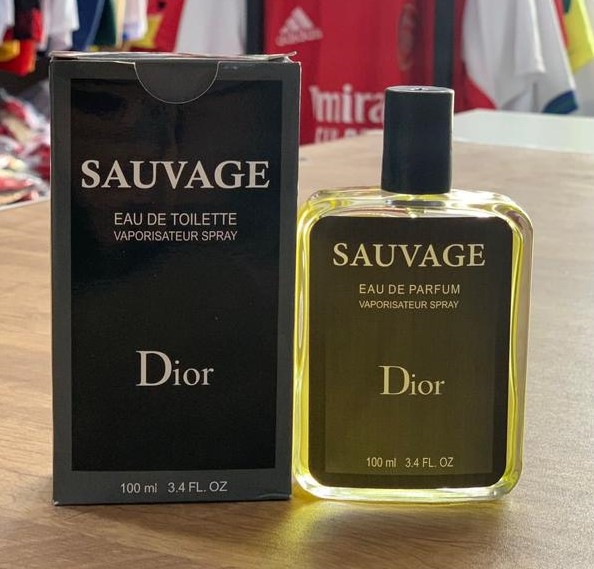 adidas
SAUVAGE
EAU DE TOILETTE
VAPORISATEUR SPRAY
Dior
100 ml 3.4 FL. OZ
SAUVAGE
EAU DE PARFUM
VAPORISATEUR SPRAY
Dior
100 ml 3.4 FL. OZ